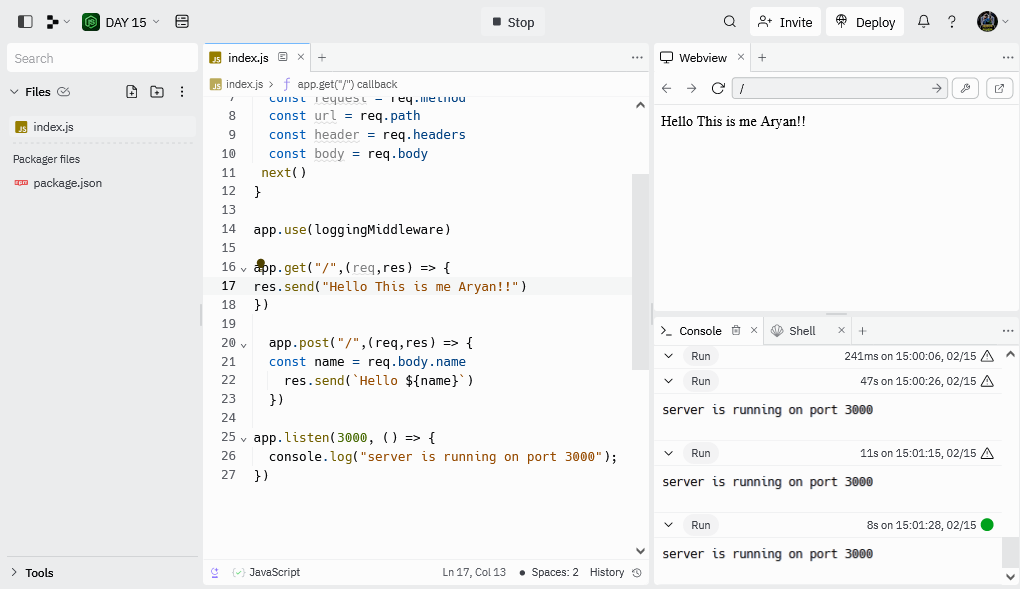 DAY 15
Stop
Invite
Deploy
?
Search
Files
index.js
Packager files
package.json
Tools
index.js
index.js > app.get("/") callback
7 const request = req.method
8 const url = req.path
9 const header = req.headers
10 const body = req.body
11 next()
12 }
13
14 app.use(loggingMiddleware)
15
16 app.get("/",(req,res) => {
17 res.send("Hello This is me Aryan!!")
18 })
19
20 app.post("/",(req,res) => {
21 const name = req.body.name
22 res.send(`Hello ${name}`)
23 })
24
25 app.listen(3000, () => {
26 console.log("server is running on port 3000");
27 })
JavaScript
Ln 17, Col 13
Spaces: 2
History
Webview
/
Hello This is me Aryan!!
Console
Shell
Run 241ms on 15:00:06, 02/15
Run 47s on 15:00:26, 02/15
server is running on port 3000
Run 11s on 15:01:15, 02/15
server is running on port 3000
Run 8s on 15:01:28, 02/15
server is running on port 3000